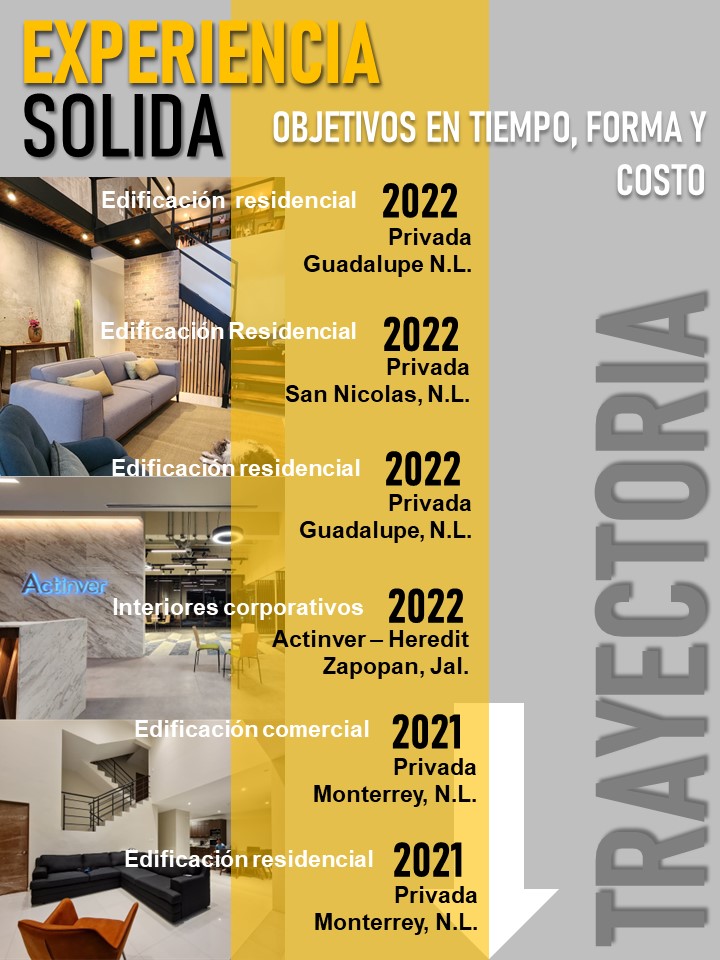 EXPERIENCIA
SOLIDA
OBJETIVOS EN TIEMPO, FORMA Y
COSTO
Edificación residencial 2022
Privada
Guadalupe N.L.
Edificación Residencial 2022
Privada
San Nicolas, N.L.
Edificación residencial 2022
Privada
Guadalupe, N.L.
Actinver
Interiores corporativos 2022
Actinver – Heredit
Zapopan, Jal.
Edificación comercial 2021
Privada
Monterrey, N.L.
Edificación residencial 2021
Privada
Monterrey, N.L.
TRAYECTORIA